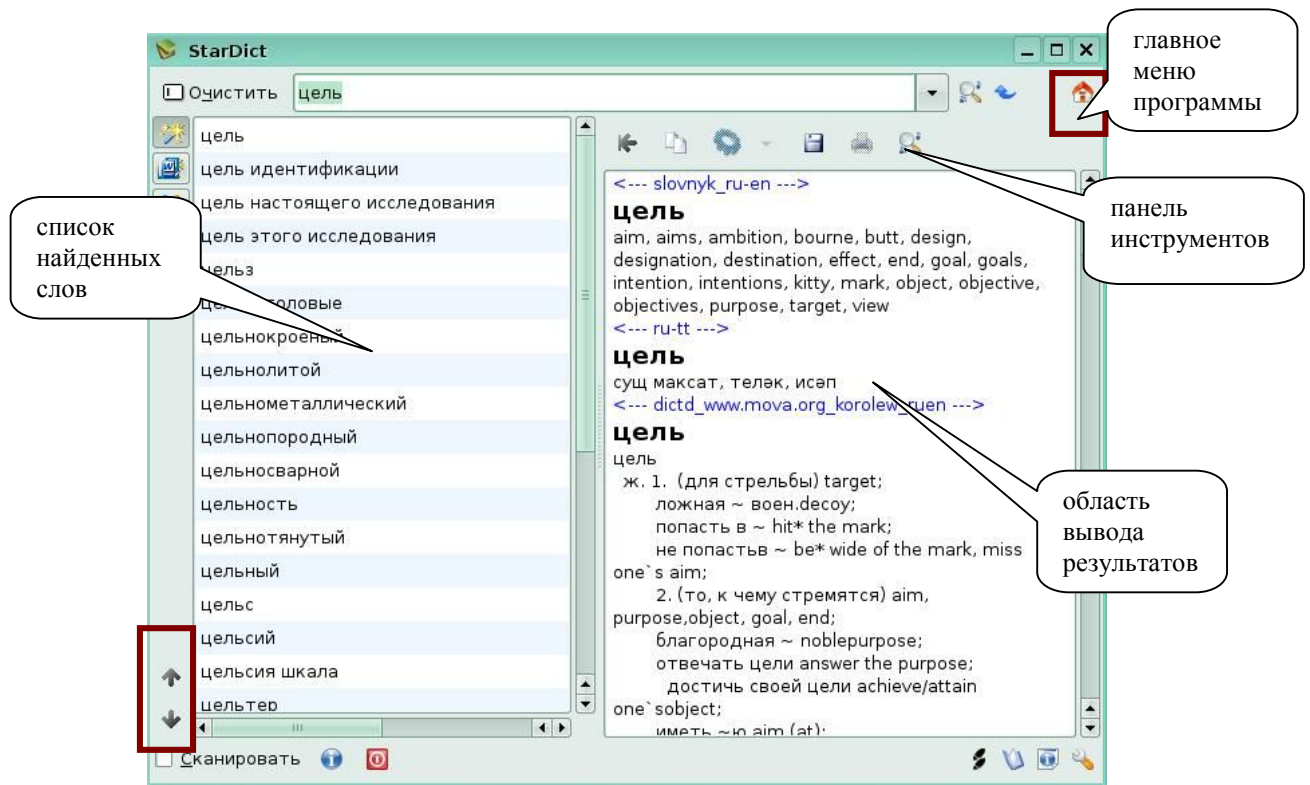 StarDict
Очистить цель
главное
меню
программы
цель
цель идентификации
цель настоящего исследования
цель этого исследования
цельнокроеный
цельнолитой
цельнометаллический
цельнопородный
цельносварной
цельность
цельнотянутый
цельный
цельс
цельсий
цельсия шкала
цельтер
список
найденных
слов
<--- slovnyk_ru-en --->
цель
aim, aims, ambition, bourne, butt, design,
designation, destination, effect, end, goal, goals,
intention, intentions, kitty, mark, object, objective,
objectives, purpose, target, view
<--- ru-tt --->
цель
сущ максат, теләк, исәп
<--- dictd_www.mova.org_korolew_ruen --->
цель
цель
ж. 1. (для стрельбы) target;
ложная ~ воен.decoy;
попасть в ~ hit* the mark;
не попастьв ~ be* wide of the mark, miss
one`s aim;
2. (то, к чему стремятся) aim,
purpose,object, goal, end;
благородная ~ noblepurpose;
отвечать цели answer the purpose;
достичь своей цели achieve/attain
one`sobject;
иметь ~ю aim (at);
панель
инструментов
область
вывода
результатов
Сканировать